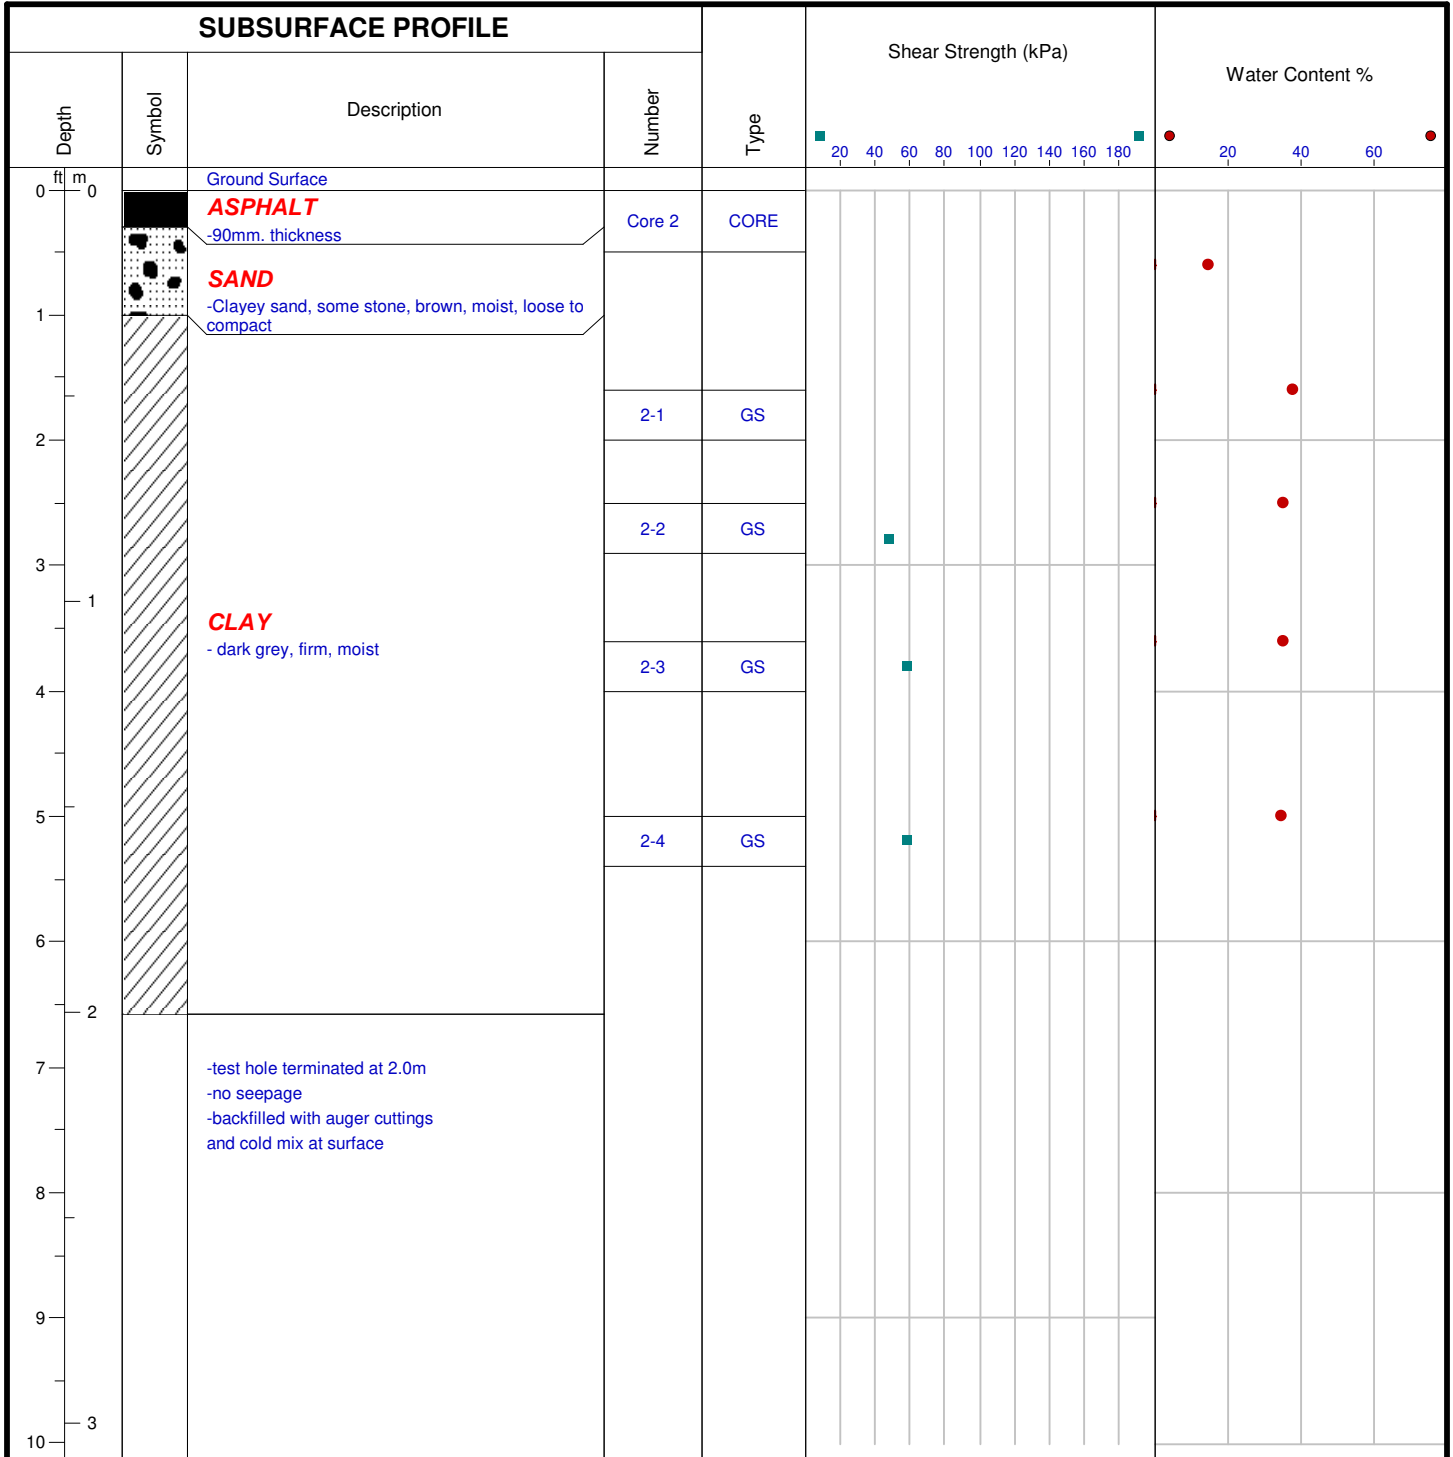 SUBSURFACE PROFILE
Depth
Symbol
Description
Number
Type
Shear Strength (kPa)
20 40 60 80 100 120 140 160 180
Water Content %
20 40 60
ft m
Ground Surface
0 0
ASPHALT
-90mm. thickness
Core 2 CORE
SAND
-Clayey sand, some stone, brown, moist, loose to
compact
1
2-1 GS
2
2-2 GS
3
1
CLAY
- dark grey, firm, moist
2-3 GS
4
5
2-4 GS
6
2
7
-test hole terminated at 2.0m
-no seepage
-backfilled with auger cuttings
and cold mix at surface
8
9
3
10